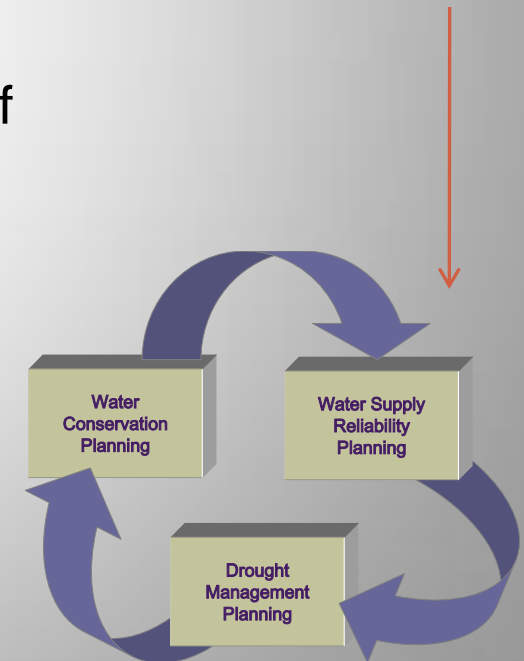 f
Water
Conservation
Planning
Water Supply
Reliability
Planning
Drought
Management
Planning